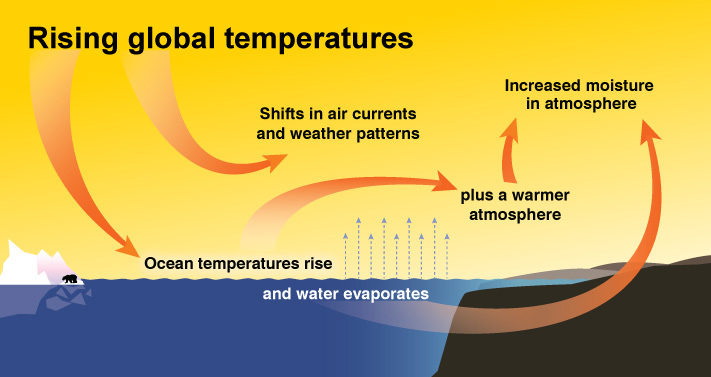 Rising global temperatures
Shifts in air currents
and weather patterns
Increased moisture
in atmosphere
plus a warmer
atmosphere
Ocean temperatures rise
and water evaporates